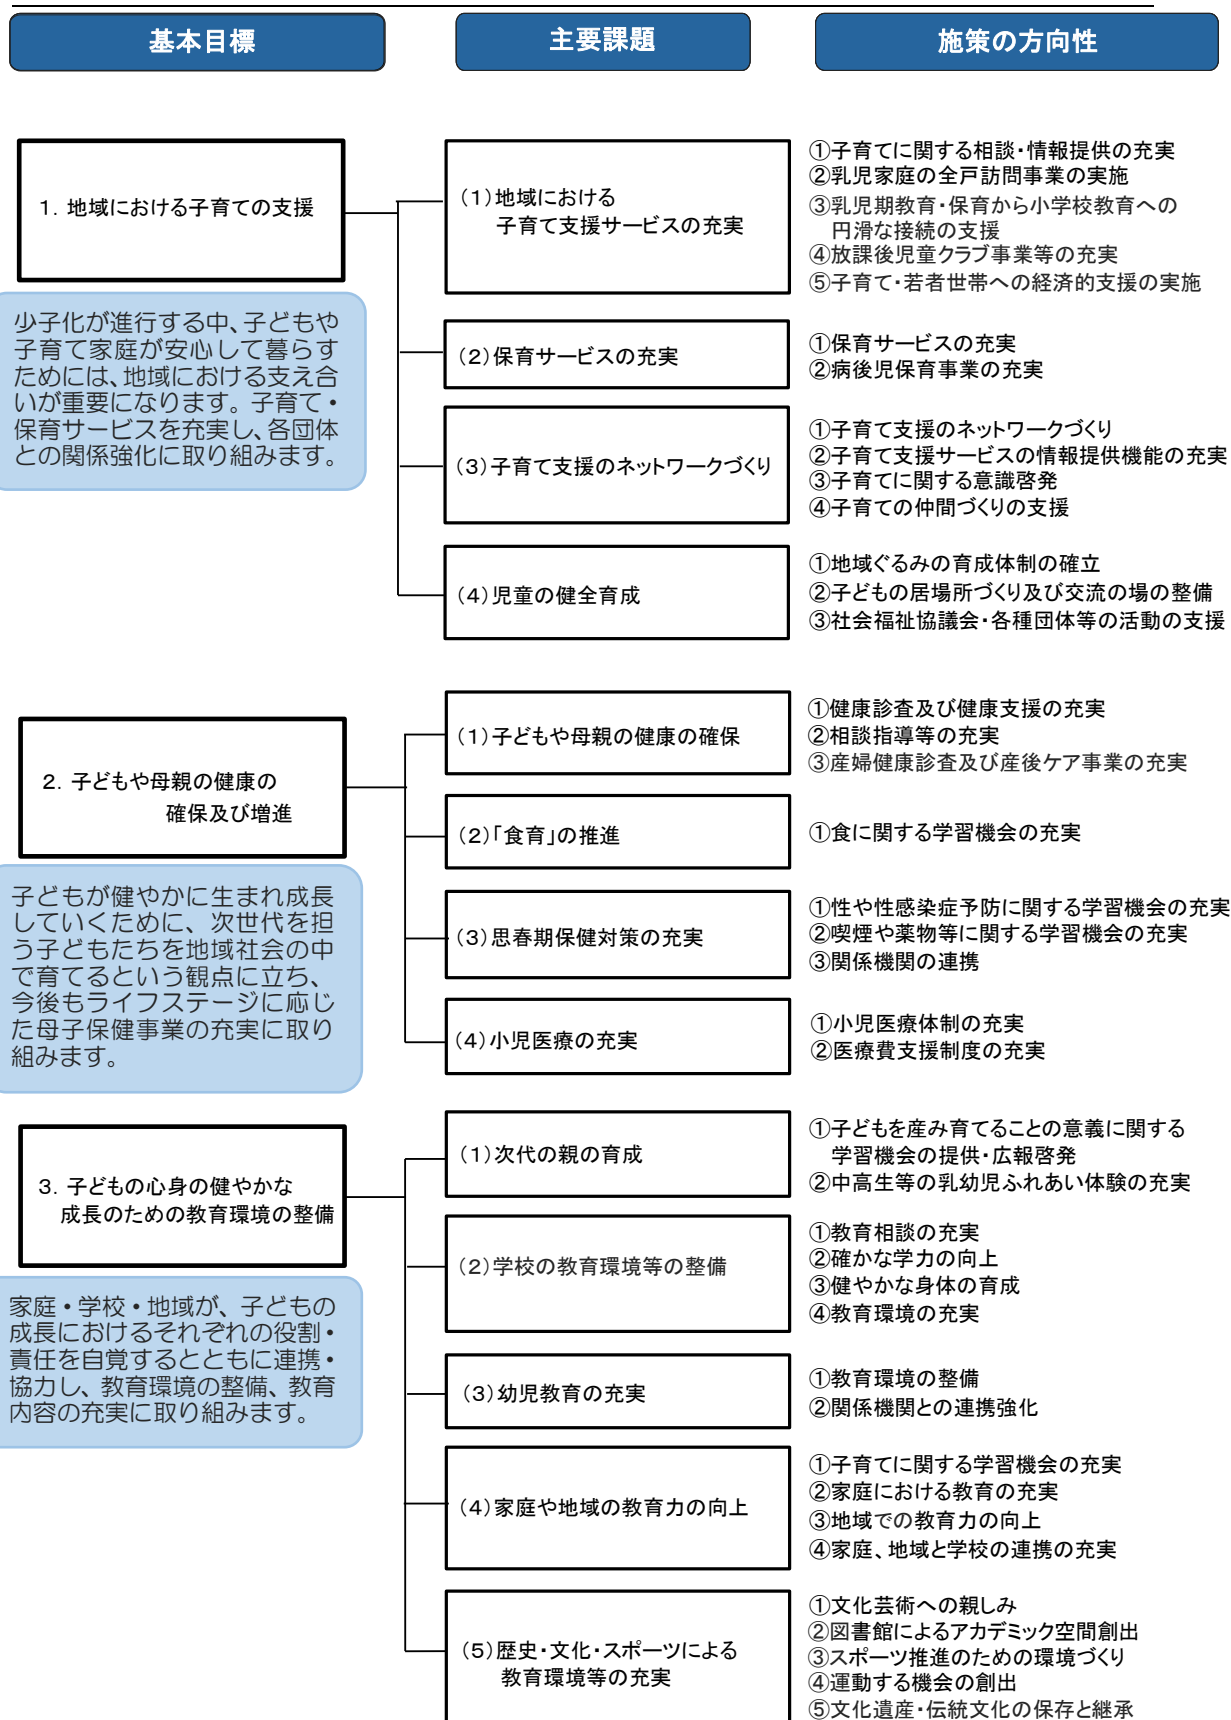 基本目標
主要課題
施策の方向性
1．地域における子育ての支援
少子化が進行する中、子どもや
子育て家庭が安心して暮らす
ためには、地域における支え合
いが重要になります。子育て・
保育サービスを充実し、各団体
との関係強化に取り組みます。
（1）地域における
子育て支援サービスの充実
①子育てに関する相談・情報提供の充実
②乳児家庭の全戸訪問事業の実施
③乳児期教育・保育から小学校教育への
円滑な接続の支援
④放課後児童クラブ事業等の充実
⑤子育て・若者世帯への経済的支援の実施
（2）保育サービスの充実
①保育サービスの充実
②病後児保育事業の充実
（3）子育て支援のネットワークづくり
①子育て支援のネットワークづくり
②子育て支援サービスの情報提供機能の充実
③子育てに関する意識啓発
④子育ての仲間づくりの支援
（4）児童の健全育成
①地域ぐるみの育成体制の確立
②子どもの居場所づくり及び交流の場の整備
③社会福祉協議会・各種団体等の活動の支援
2．子どもや母親の健康の
確保及び増進
子どもが健やかに生まれ成長
していくために、次世代を担
う子どもたちを地域社会の中
で育てるという観点に立ち、
今後もライフステージに応じ
た母子保健事業の充実に取り
組みます。
（1）子どもや母親の健康の確保
①健康診査及び健康支援の充実
②相談指導等の充実
③産婦健康診査及び産後ケア事業の充実
（2）「食育」の推進
①食に関する学習機会の充実
（3）思春期保健対策の充実
①性や性感染症予防に関する学習機会の充実
②喫煙や薬物等に関する学習機会の充実
③関係機関の連携
（4）小児医療の充実
①小児医療体制の充実
②医療費支援制度の充実
3．子どもの心身の健やかな
成長のための教育環境の整備
家庭・学校・地域が、子どもの
成長におけるそれぞれの役割・
責任を自覚するとともに連携・
協力し、教育環境の整備、教育
内容の充実に取り組みます。
（1）次代の親の育成
①子どもを産み育てることの意義に関する
学習機会の提供・広報啓発
②中高生等の乳幼児ふれあい体験の充実
（2）学校の教育環境等の整備
①教育相談の充実
②確かな学力の向上
③健やかな身体の育成
④教育環境の充実
（3）幼児教育の充実
①教育環境の整備
②関係機関との連携強化
（4）家庭や地域の教育力の向上
①子育てに関する学習機会の充実
②家庭における教育の充実
③地域での教育力の向上
④家庭、地域と学校の連携の充実
（5）歴史・文化・スポーツによる
教育環境等の充実
①文化芸術への親しみ
②図書館によるアカデミック空間創出
③スポーツ推進のための環境づくり
④運動する機会の創出
⑤文化遺産・伝統文化の保存と継承